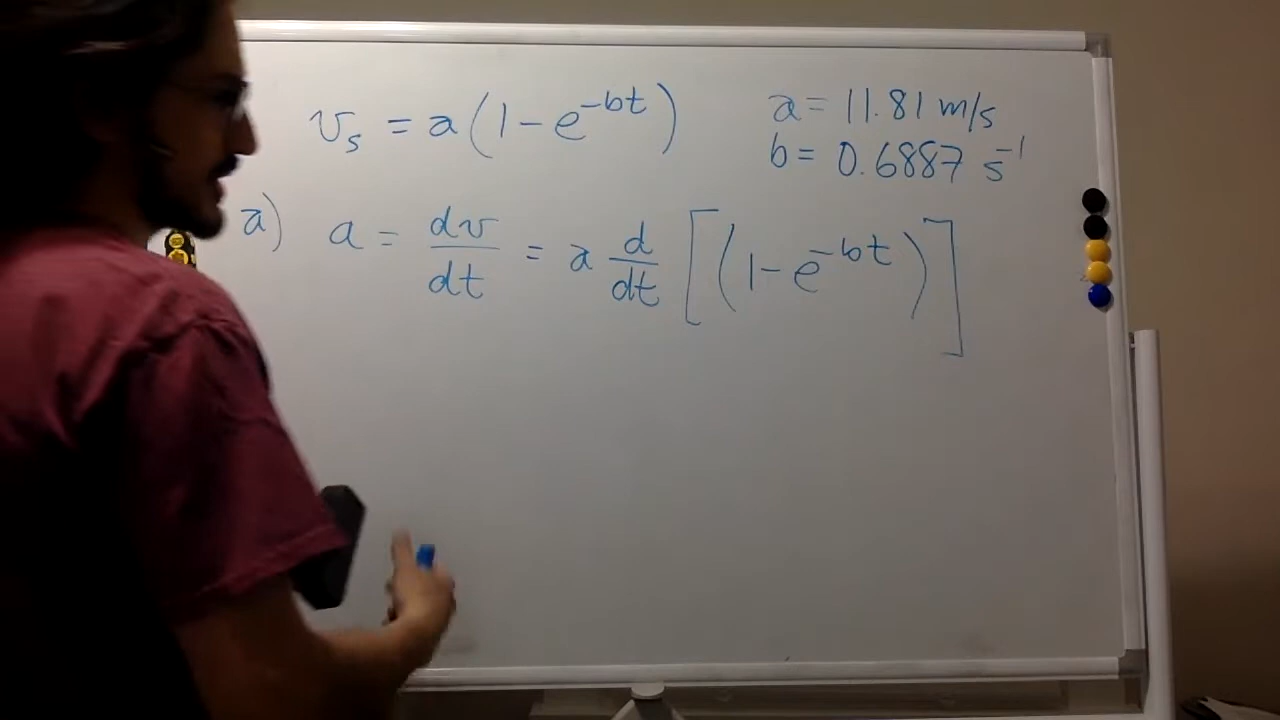 v_s = a(1-e^{-bt})
a = 11.81 m/s
b = 0.6887 s^{-1}
a) a = dv/dt = a d/dt [(1-e^{-bt})]